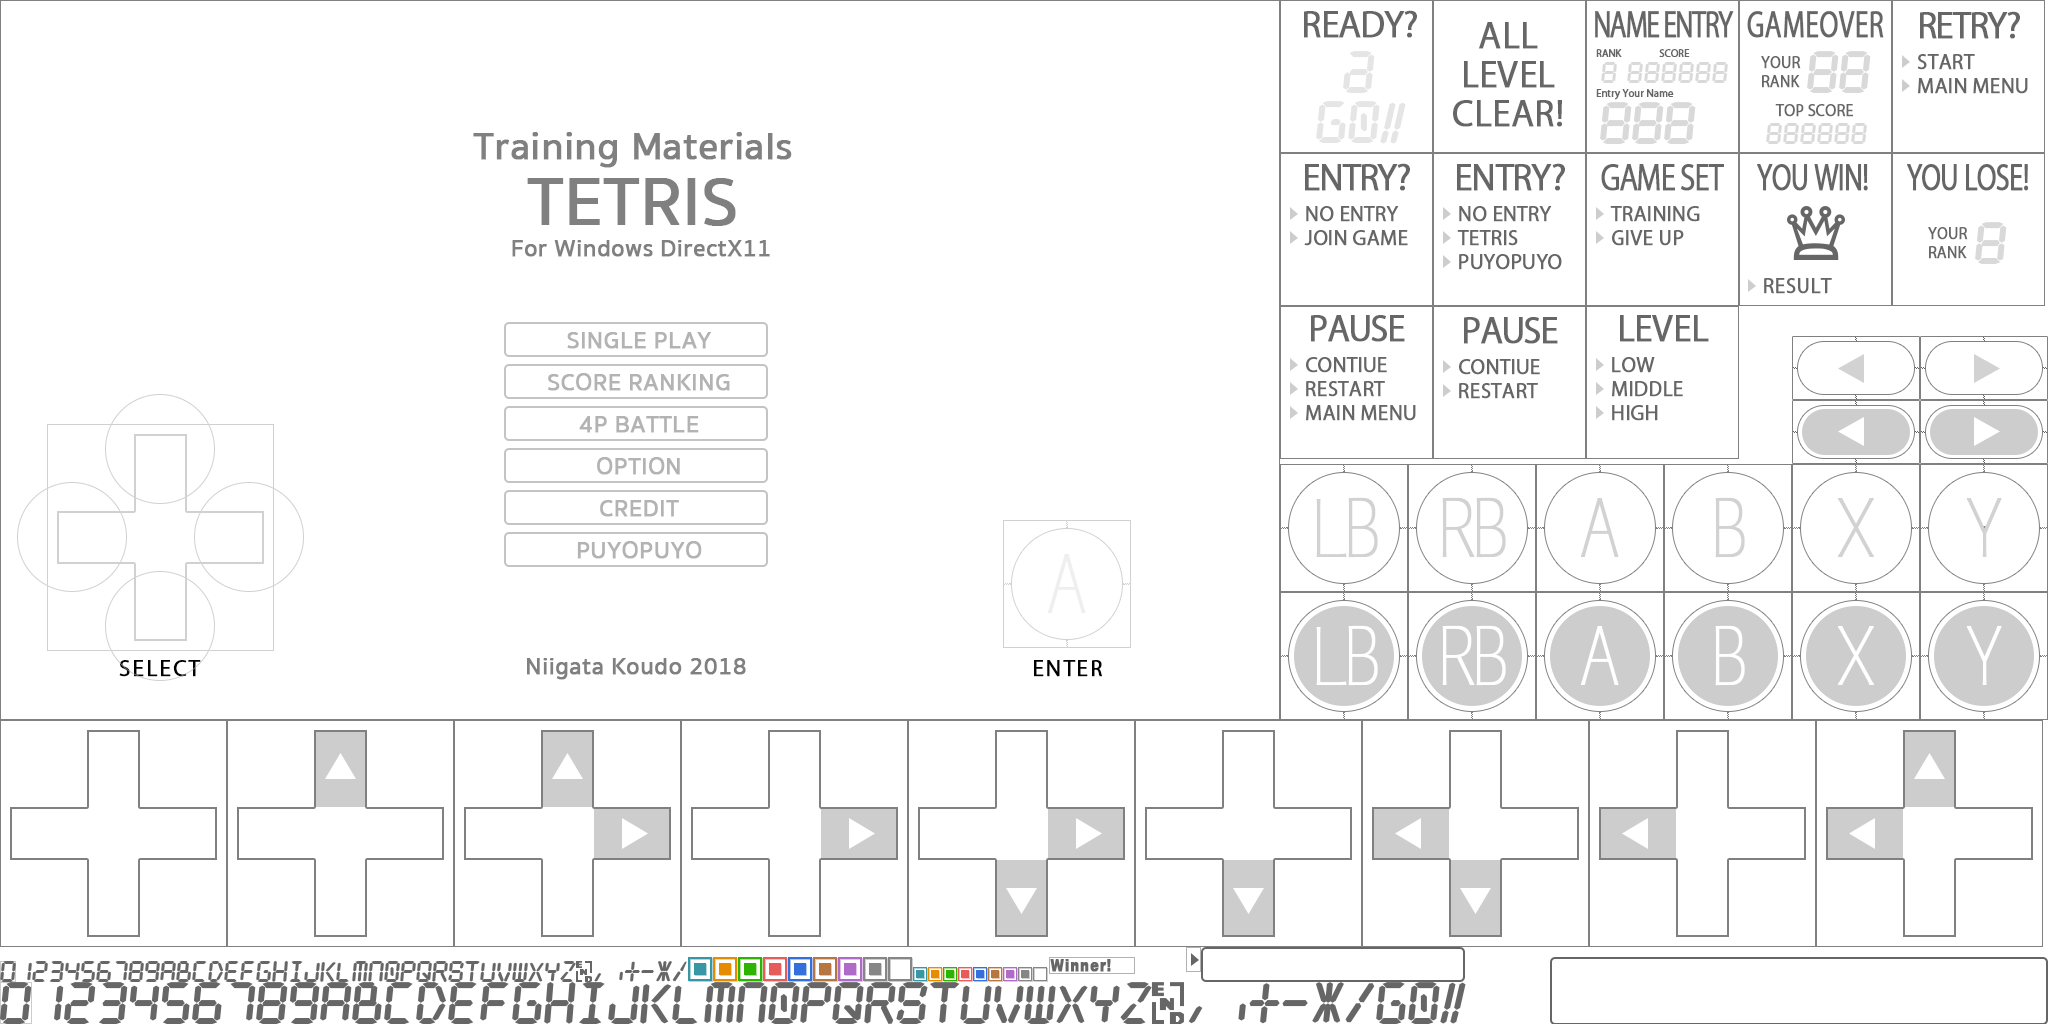 Training Materials
TETRIS
For Windows DirectX11
SINGLE PLAY
SCORE RANKING
4P BATTLE
OPTION
CREDIT
PUYOPUYO
A
SELECT
ENTER
Niigata Koudo 2018
READY?
a
GO!!
ALL
LEVEL
CLEAR!
NAME ENTRY
RANK SCORE
8 888888
Entry Your Name
888
GAMEOVER
YOUR
RANK
88
TOP SCORE
888888
RETRY?
START
MAIN MENU
ENTRY?
NO ENTRY
JOIN GAME
ENTRY?
NO ENTRY
TETRIS
PUYOPUYO
GAME SET
TRAINING
GIVE UP
YOU WIN!
RESULT
YOU LOSE!
YOUR
RANK
8
PAUSE
CONTIUE
RESTART
MAIN MENU
PAUSE
CONTIUE
RESTART
LEVEL
LOW
MIDDLE
HIGH
LB RB A B X Y
LB RB A B X Y
0123456789ABCDEFGHIJKLMNOPQRSTUVWXYZ END , .+-*/
Winner!
0123456789ABCDEFGHIJKLMNOPQRSTUVWXYZ END , .+-*/GO!!